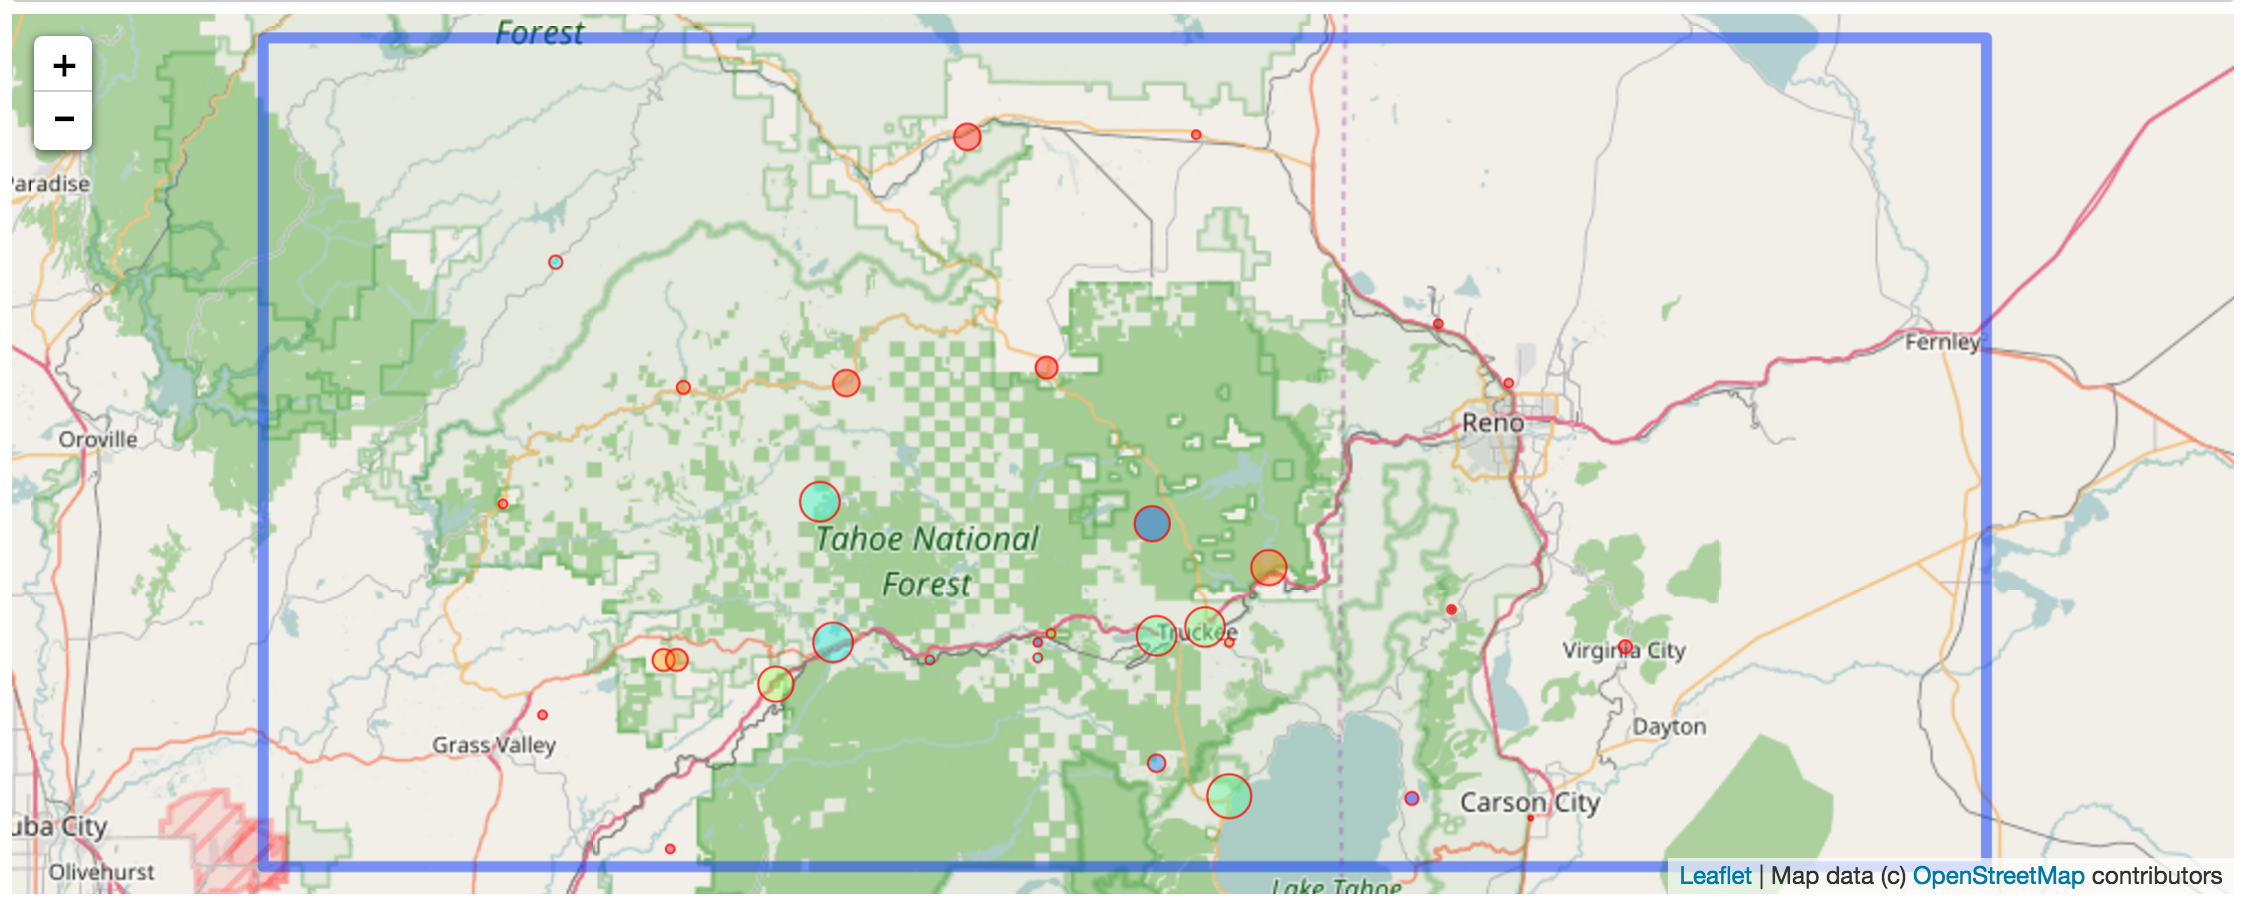 Forest
+
−
aradise
Fernley
Reno
Oroville
Tahoe National
Forest
Truckee
Virginia City
Dayton
Grass Valley
Carson City
uba City
Olivehurst
Lake Tahoe
Leaflet | Map data (c) OpenStreetMap contributors